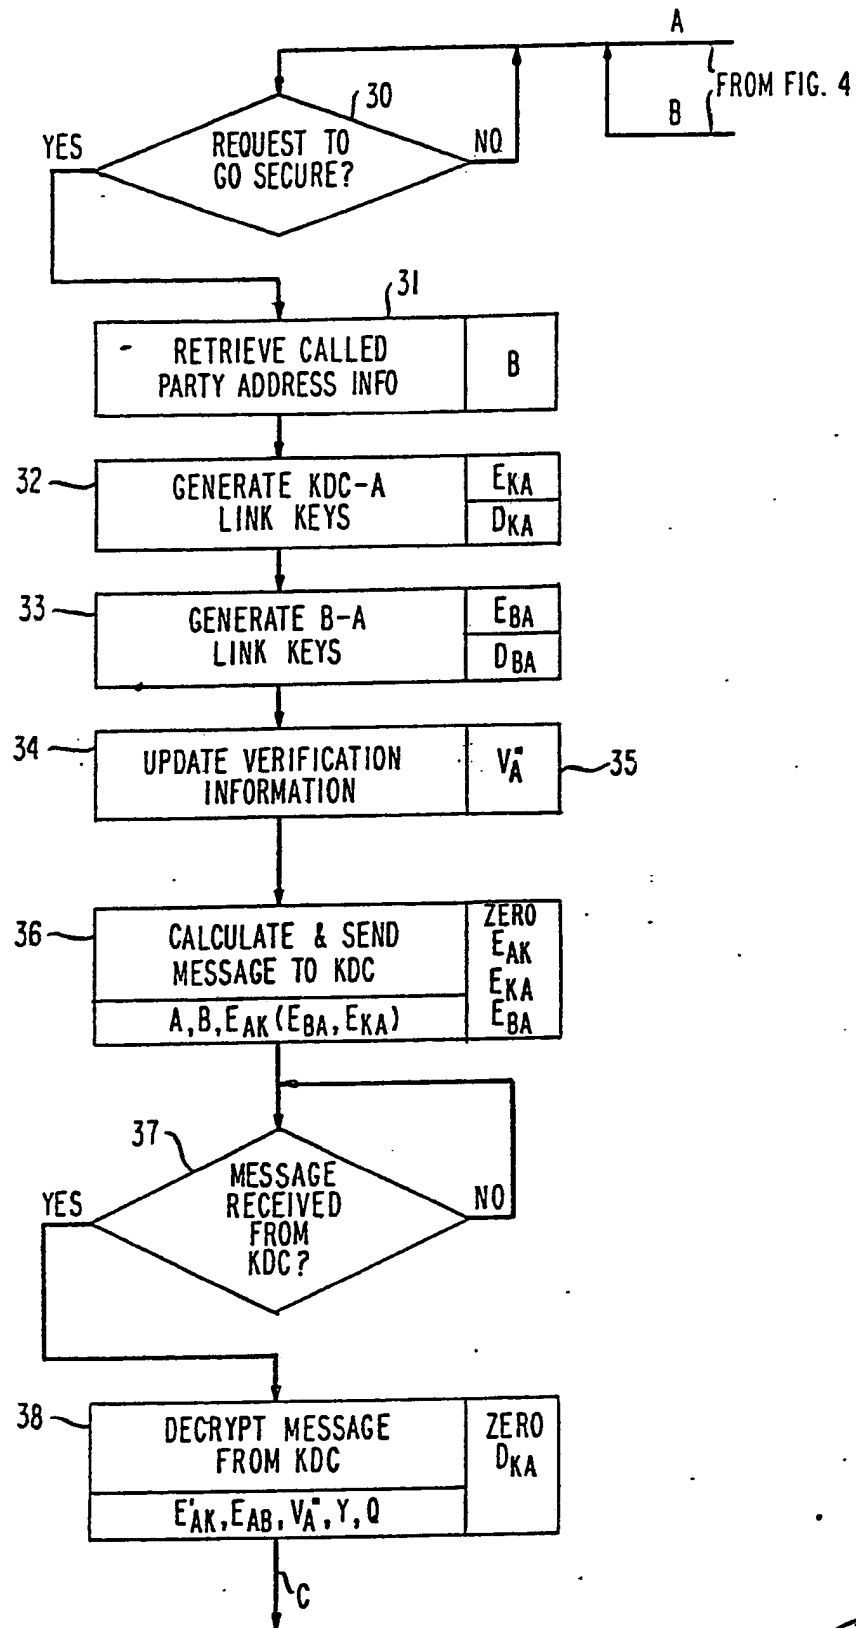 A
FROM FIG. 4
B
30
YES
REQUEST TO
GO SECURE?
NO
31
RETRIEVE CALLED
PARTY ADDRESS INFO
B
32
GENERATE KDC-A
LINK KEYS
EKA
DKA
33
GENERATE B-A
LINK KEYS
EBA
DBA
34
UPDATE VERIFICATION
INFORMATION
VA"
35
36
CALCULATE & SEND
MESSAGE TO KDC
A, B, EAK (EBA, EKA)
ZERO
EAK
EKA
EBA
37
YES
MESSAGE
RECEIVED
FROM
KDC?
NO
38
DECRYPT MESSAGE
FROM KDC
E'AK, EAB, VA", Y, Q
ZERO
DKA
C